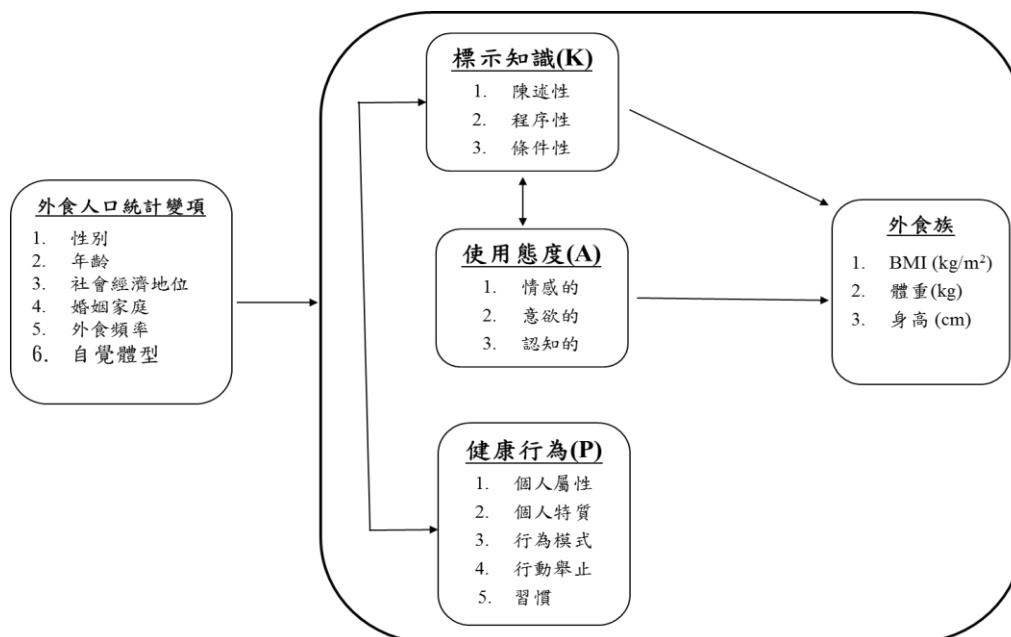 外食人口統計變項
1. 性別
2. 年齡
3. 社會經濟地位
4. 婚姻家庭
5. 外食頻率
6. 自覺體型
標示知識(K)
1. 陳述性
2. 程序性
3. 條件性
使用態度(A)
1. 情感的
2. 意欲的
3. 認知的
健康行為(P)
1. 個人屬性
2. 個人特質
3. 行為模式
4. 行動舉止
5. 習慣
外食族
1. BMI (kg/m²)
2. 體重(kg)
3. 身高 (cm)